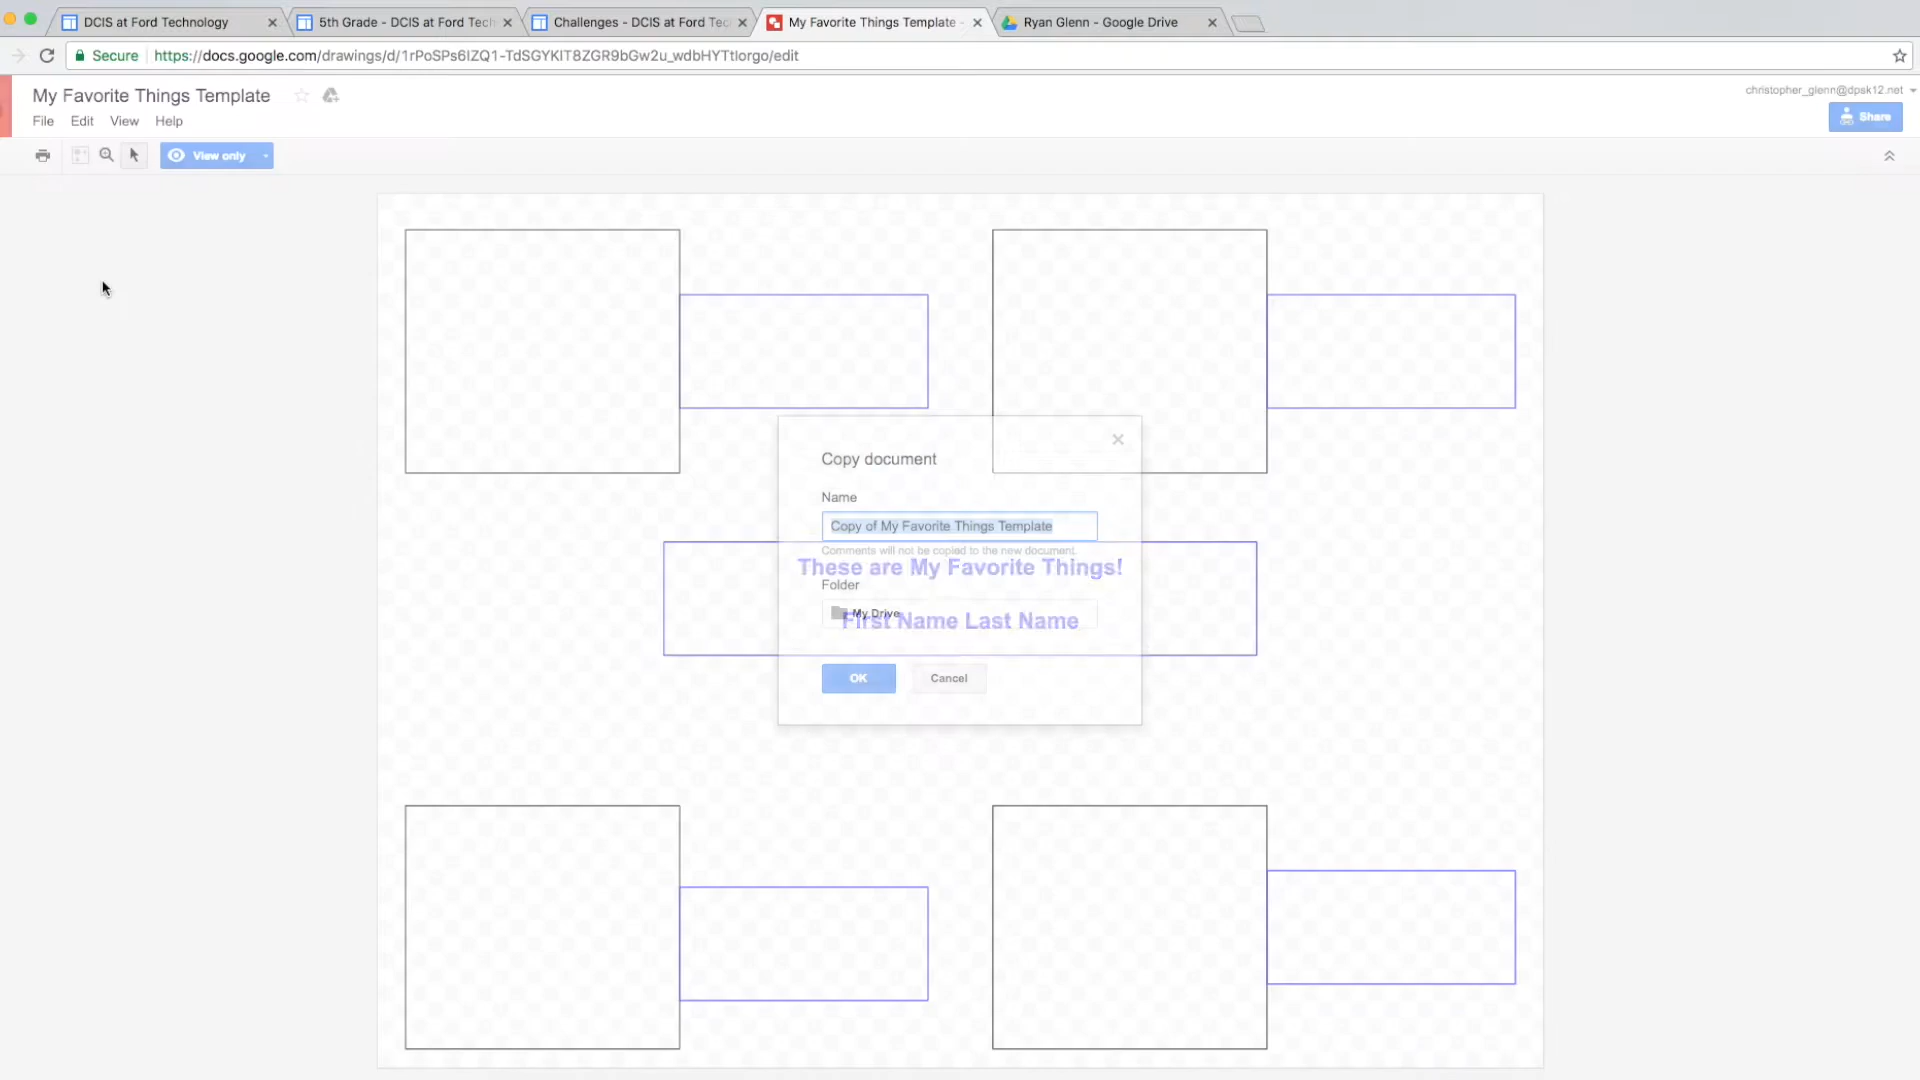 DCIS at Ford Technology
5th Grade - DCIS at Ford Tech
Challenges - DCIS at Ford Tec
My Favorite Things Template -
Ryan Glenn - Google Drive
Secure
https://docs.google.com/drawings/d/1rPoSPs6IZQ1-TdSGYKIT8ZGR9bGw2u_wdbHYTtIorgo/edit
My Favorite Things Template
christopher_glenn@dpsk12.net
File Edit View Help
Share
View only
Copy document
Name
Copy of My Favorite Things Template
Comments will not be copied to the new document.
These are My Favorite Things!
Folder
My Drive
First Name Last Name
OK
Cancel